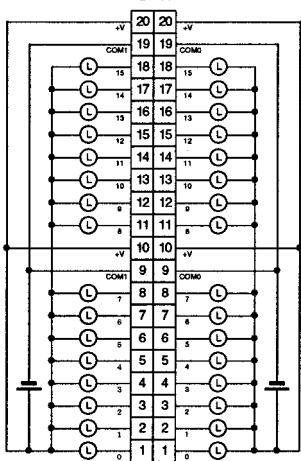 20 20
+V +V
19 19
COM1 COM0
L 18 18 L
15 15
L 17 17 L
14 14
L 16 16 L
13 13
L 15 15 L
12 12
L 14 14 L
11 11
L 13 13 L
10 10
L 12 12 L
9 9
L 11 11 L
8 8
10 10
+V +V
9 9
COM1 COM0
L 8 8 L
7 7
L 7 7 L
6 6
L 6 6 L
5 5
L 5 5 L
4 4
L 4 4 L
3 3
L 3 3 L
2 2
L 2 2 L
1 1
L 1 1 L
0 0